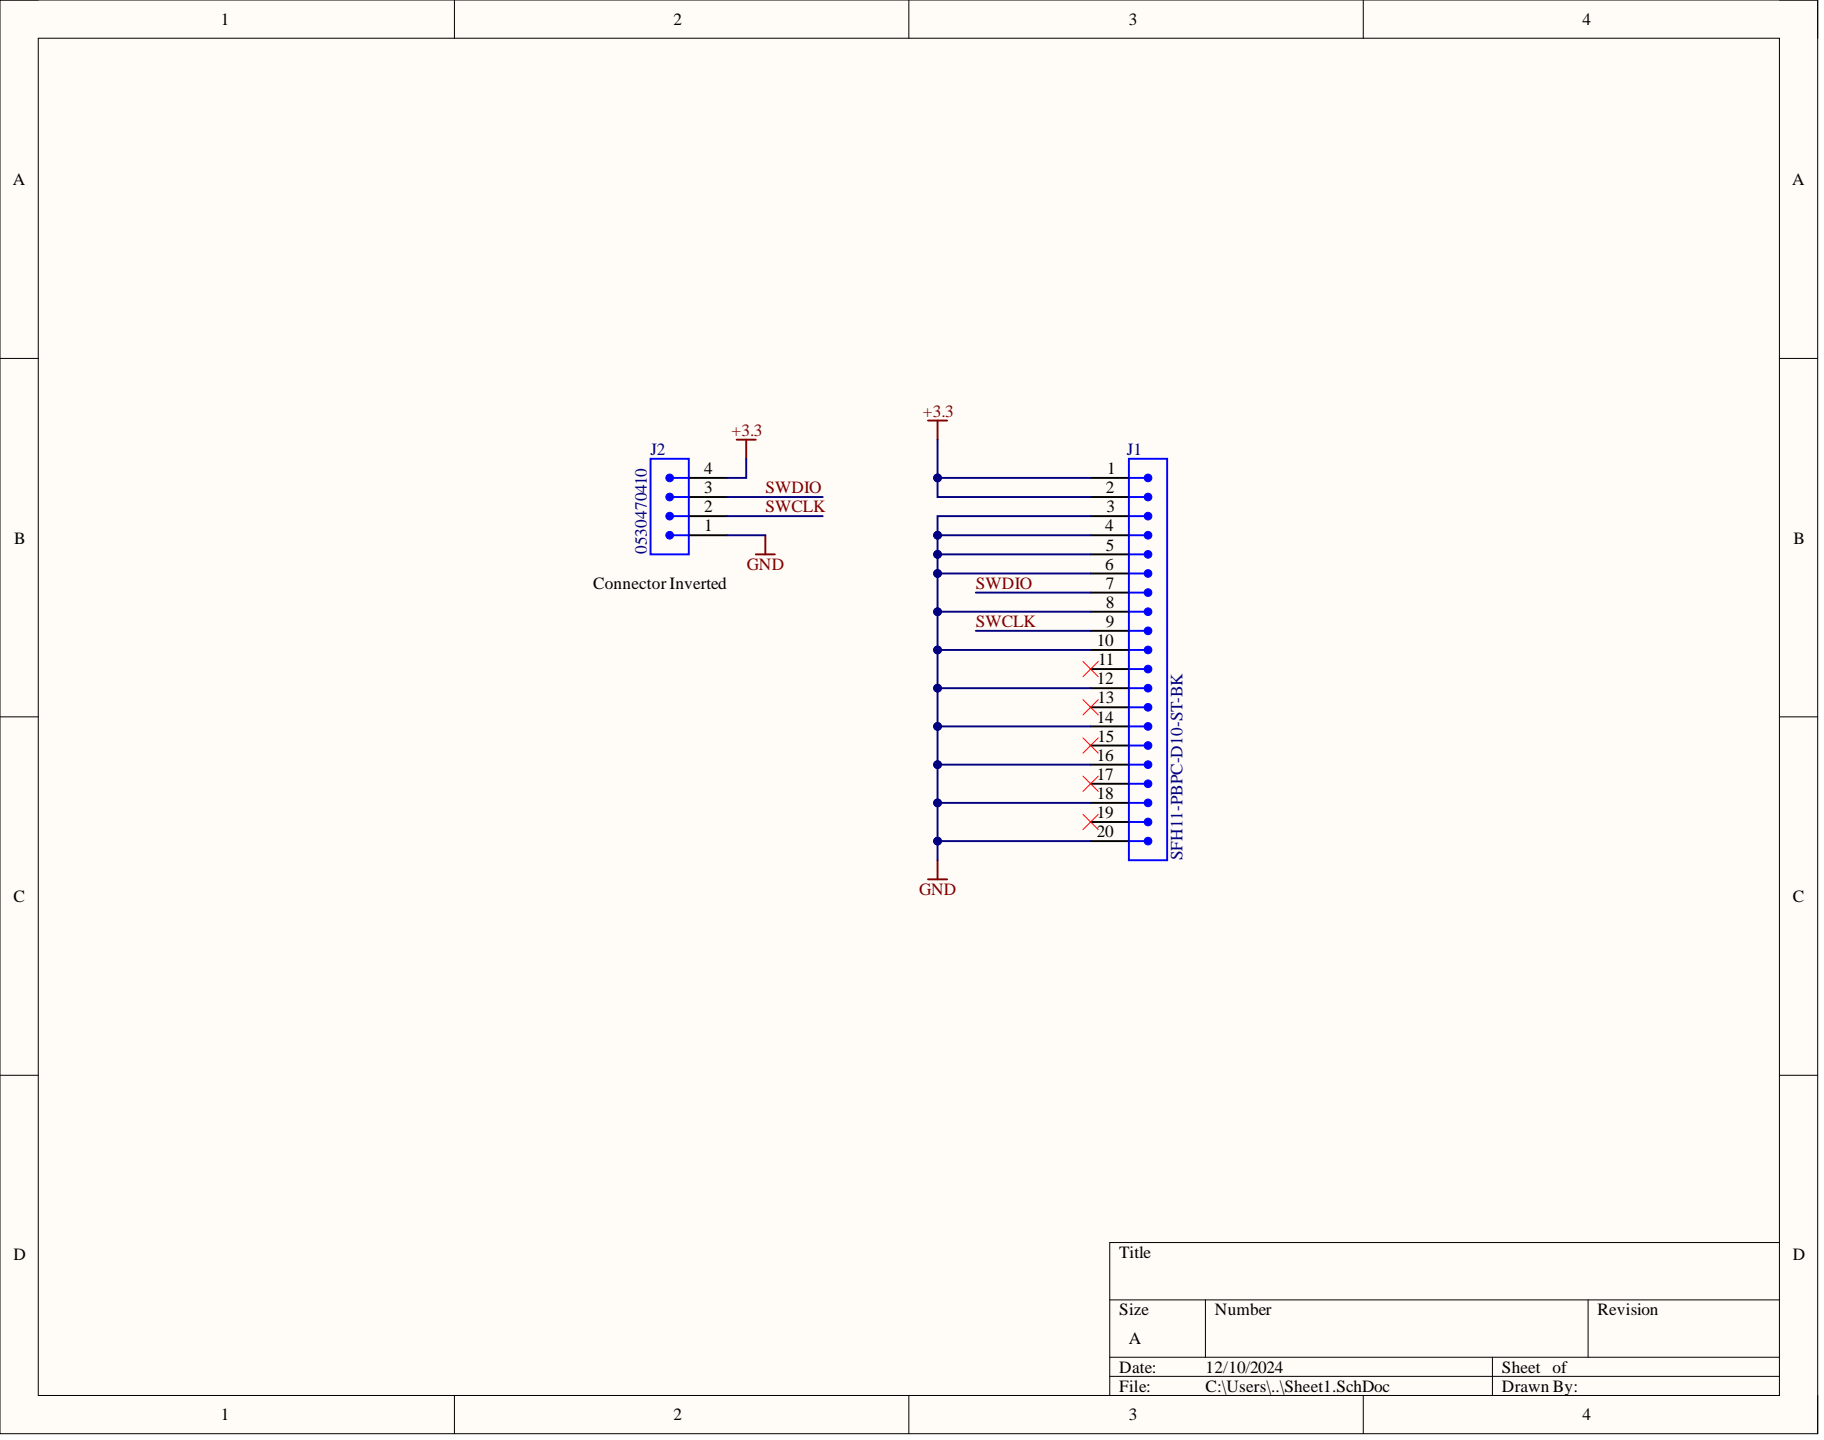 1 2 3 4
A A
+3.3
+3.3
J2 J1
4
3 SWDIO
2 SWCLK
1
0530470410
GND
Connector Inverted
1
2
3
4
5
6
SWDIO 7
8
SWCLK 9
10
11
12
13
14
15
16
17
18
19
20
SFH11-PBPC-D10-ST-BK
GND
B B
C C
D D
Title
Size Number Revision
A
Date: 12/10/2024 Sheet of
File: C:\Users\..\Sheet1.SchDoc Drawn By:
1 2 3 4